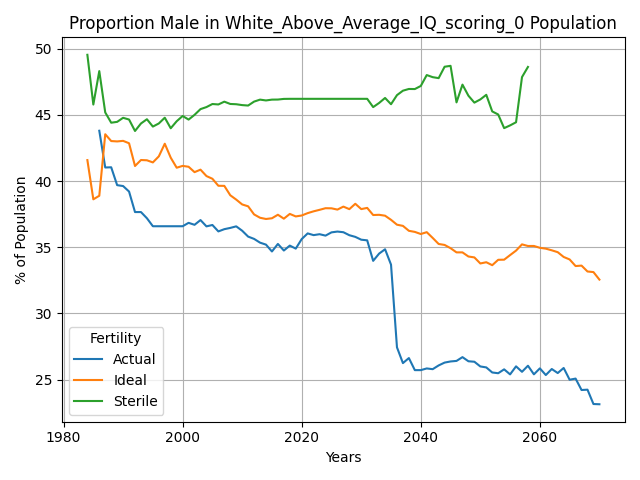 Proportion Male in White_Above_Average_IQ_scoring_0 Population
% of Population
50
45
40
35
30
25
Fertility
Actual
Ideal
Sterile
1980
2000
2020
2040
2060
Years